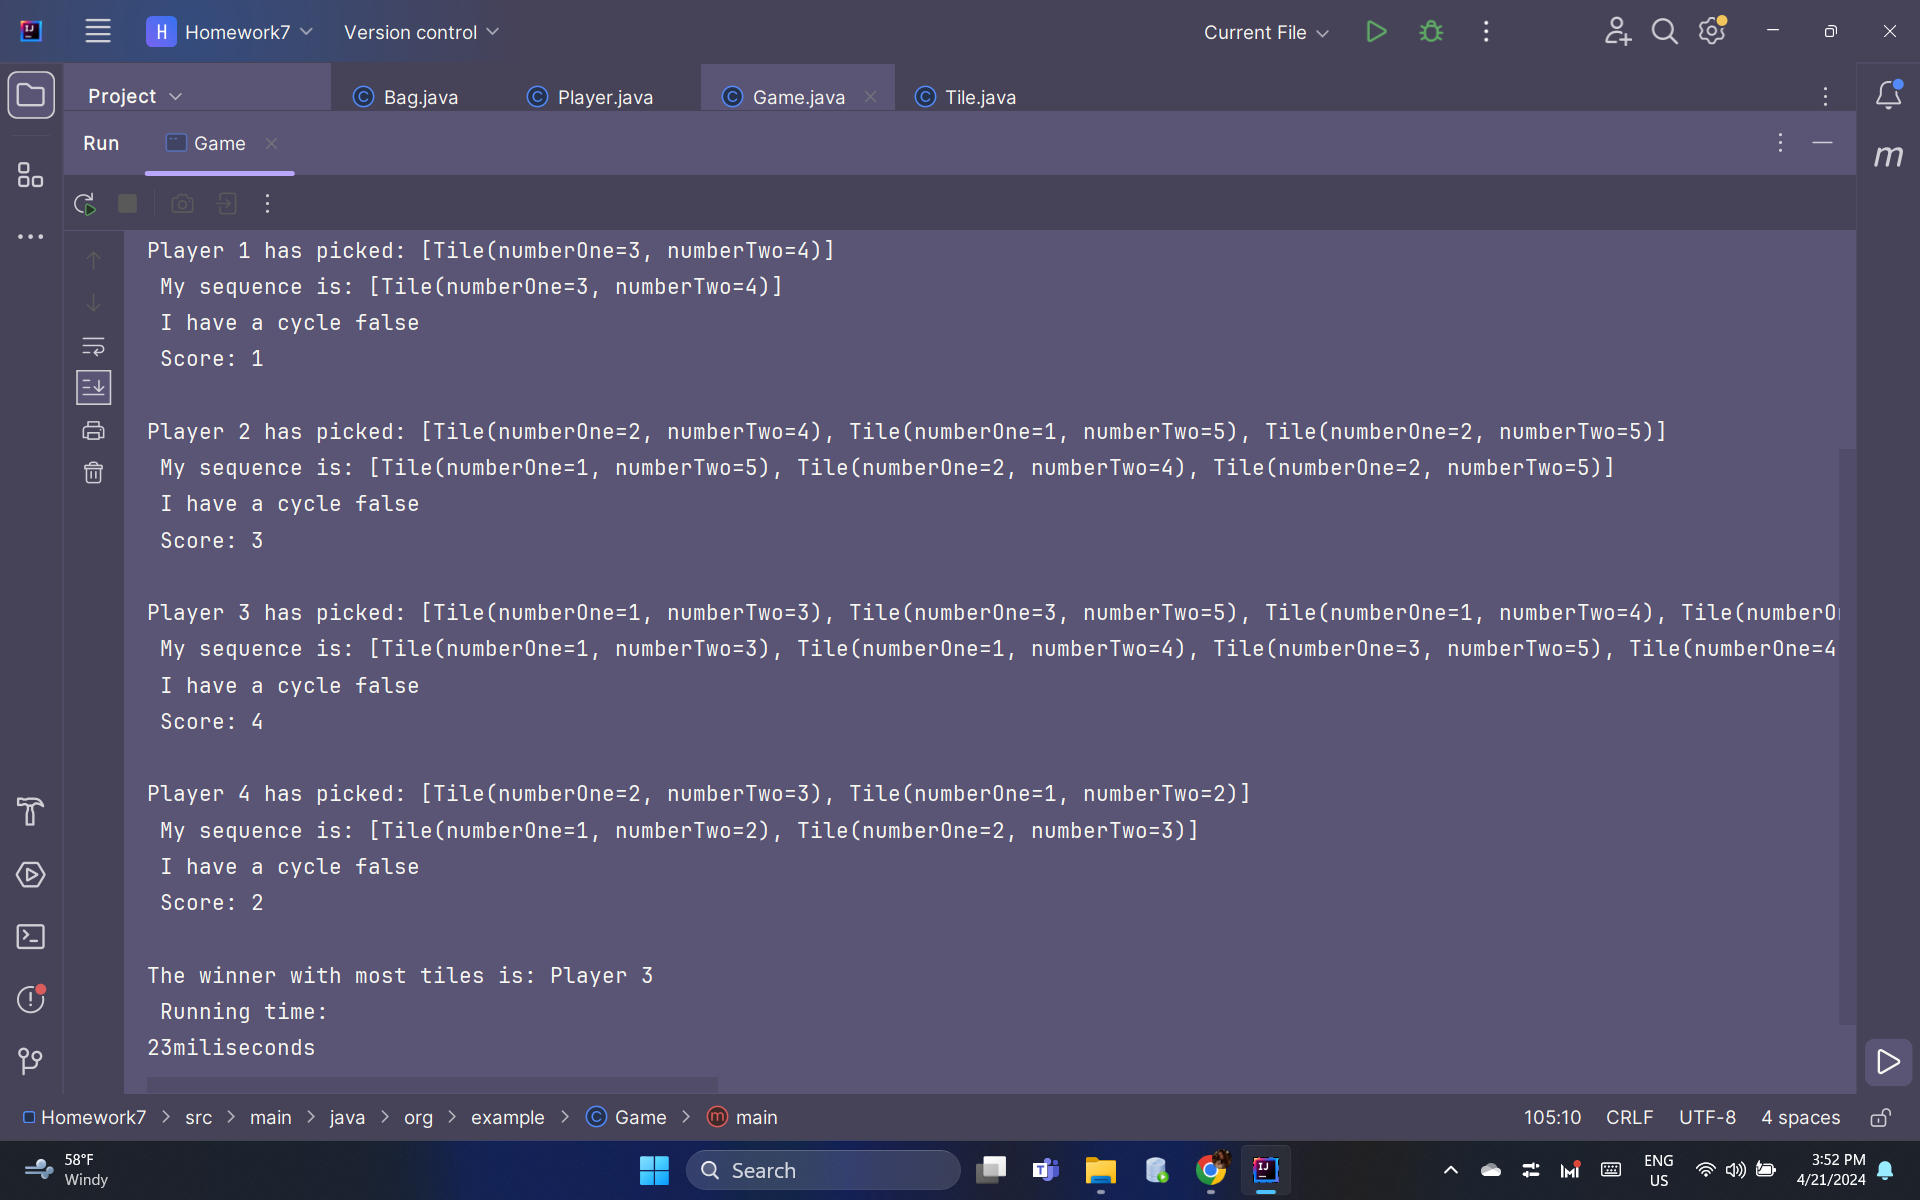 H Homework7 Version control Current File
Project Bag.java Player.java Game.java Tile.java
Run Game
Player 1 has picked: [Tile(numberOne=3, numberTwo=4)]
My sequence is: [Tile(numberOne=3, numberTwo=4)]
I have a cycle false
Score: 1
Player 2 has picked: [Tile(numberOne=2, numberTwo=4), Tile(numberOne=1, numberTwo=5), Tile(numberOne=2, numberTwo=5)]
My sequence is: [Tile(numberOne=1, numberTwo=5), Tile(numberOne=2, numberTwo=4), Tile(numberOne=2, numberTwo=5)]
I have a cycle false
Score: 3
Player 3 has picked: [Tile(numberOne=1, numberTwo=3), Tile(numberOne=3, numberTwo=5), Tile(numberOne=1, numberTwo=4), Tile(numberO
My sequence is: [Tile(numberOne=1, numberTwo=3), Tile(numberOne=1, numberTwo=4), Tile(numberOne=3, numberTwo=5), Tile(numberOne=4
I have a cycle false
Score: 4
Player 4 has picked: [Tile(numberOne=2, numberTwo=3), Tile(numberOne=1, numberTwo=2)]
My sequence is: [Tile(numberOne=1, numberTwo=2), Tile(numberOne=2, numberTwo=3)]
I have a cycle false
Score: 2
The winner with most tiles is: Player 3
Running time:
23miliseconds
Homework7 > src > main > java > org > example > Game > main 105:10 CRLF UTF-8 4 spaces
58°F
Windy
Search
ENG
US
3:52 PM
4/21/2024